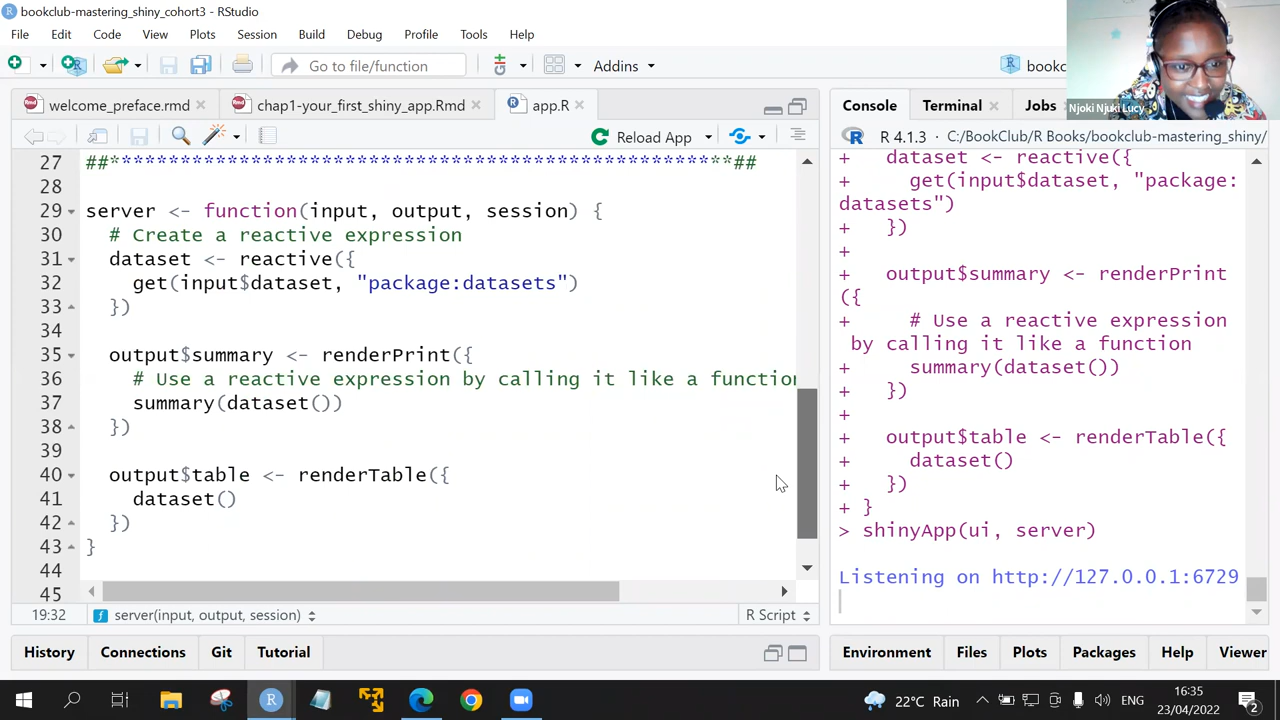 bookclub-mastering_shiny_cohort3 - RStudio
File Edit Code View Plots Session Build Debug Profile Tools Help
Go to file/function
Addins
bookc
Njoki Njuki Lucy
welcome_preface.rmd
chap1-your_first_shiny_app.Rmd
app.R
Reload App
27 ##*****************************************************##
28
29 server <- function(input, output, session) {
30 # Create a reactive expression
31 dataset <- reactive({
32 get(input$dataset, "package:datasets")
33 })
34
35 output$summary <- renderPrint({
36 # Use a reactive expression by calling it like a function
37 summary(dataset())
38 })
39
40 output$table <- renderTable({
41 dataset()
42 })
43 }
44
45
19:32 server(input, output, session) R Script
History Connections Git Tutorial
Console Terminal Jobs
R 4.1.3 · C:/BookClub/R Books/bookclub-mastering_shiny/
+ dataset <- reactive({
+ get(input$dataset, "package:
datasets")
+ })
+
+ output$summary <- renderPrint
({
+ # Use a reactive expression
by calling it like a function
+ summary(dataset())
+ })
+
+ output$table <- renderTable({
+ dataset()
+ })
+ }
> shinyApp(ui, server)
Listening on http://127.0.0.1:6729
Environment Files Plots Packages Help Viewer
22°C Rain
ENG
16:35
23/04/2022
2